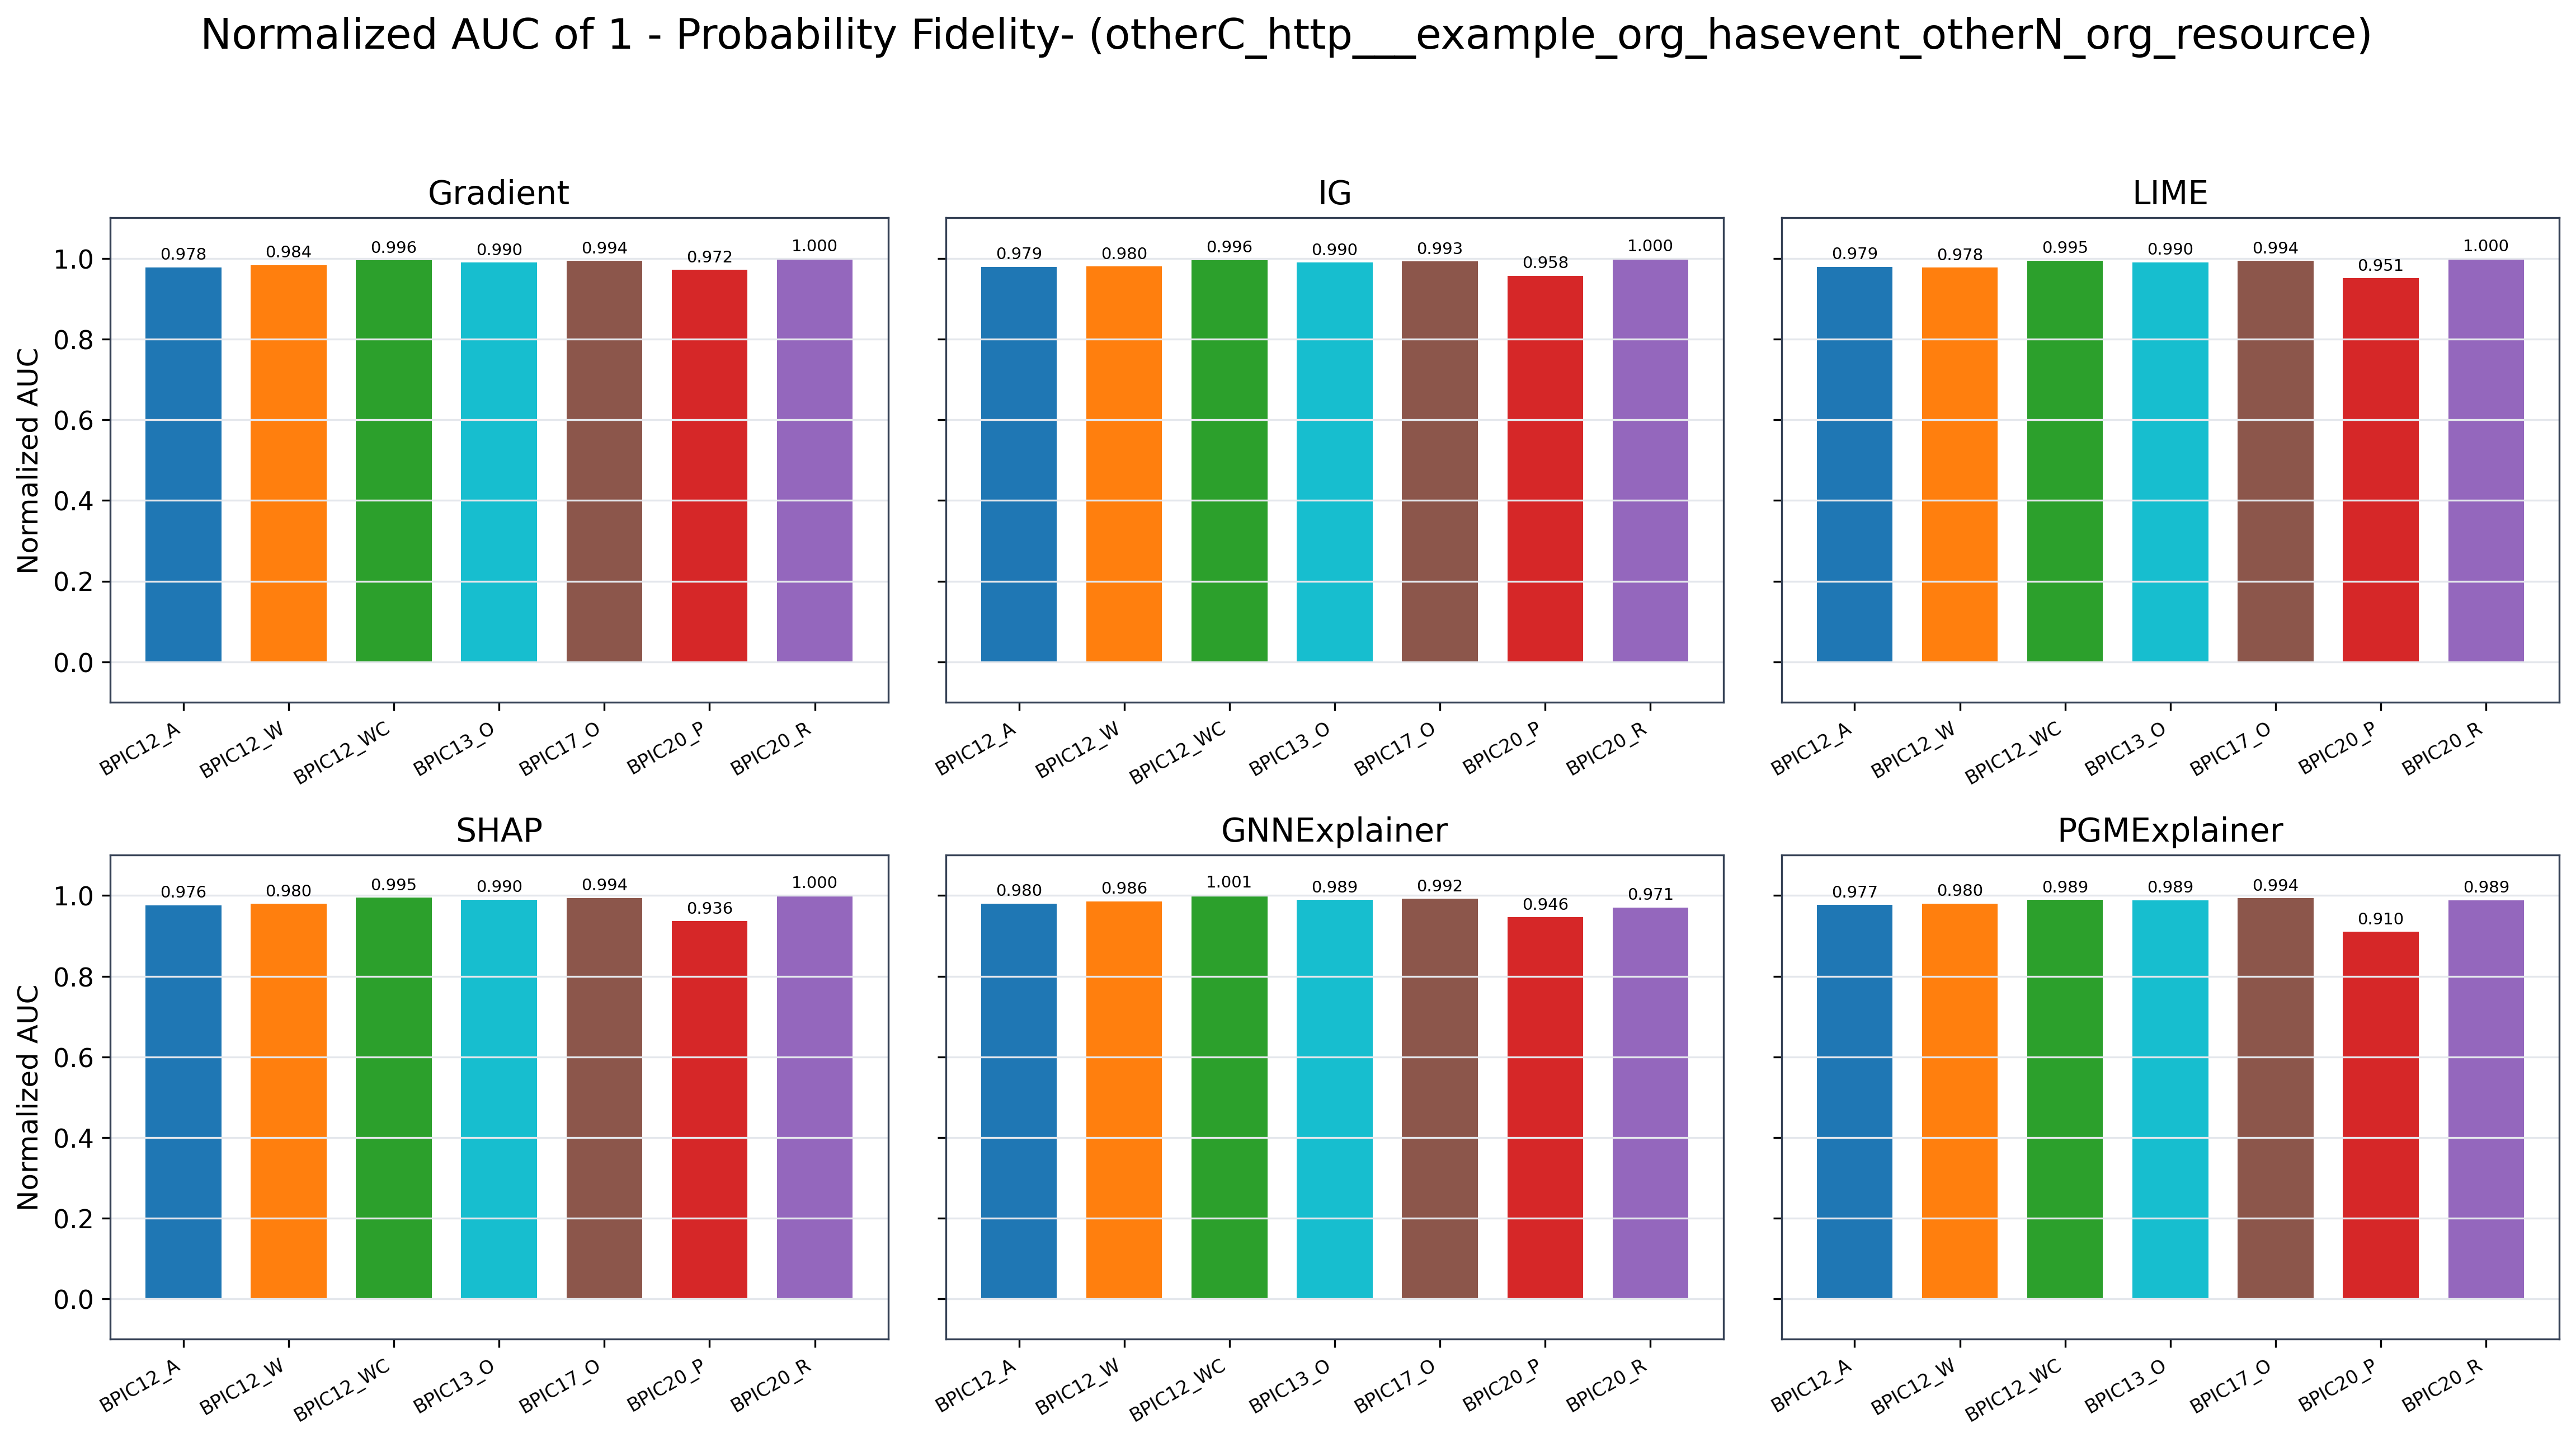 Normalized AUC of 1 - Probability Fidelity- (otherC_http___example_org_hasevent_otherN_org_resource)
Gradient
IG
LIME
Normalized AUC
1.0
0.8
0.6
0.4
0.2
0.0
0.978 0.984 0.996 0.990 0.994 0.972 1.000
0.979 0.980 0.996 0.990 0.993 0.958 1.000
0.979 0.978 0.995 0.990 0.994 0.951 1.000
BPIC12_A BPIC12_W BPIC12_WC BPIC13_O BPIC17_O BPIC20_P BPIC20_R
BPIC12_A BPIC12_W BPIC12_WC BPIC13_O BPIC17_O BPIC20_P BPIC20_R
BPIC12_A BPIC12_W BPIC12_WC BPIC13_O BPIC17_O BPIC20_P BPIC20_R
SHAP
GNNExplainer
PGMExplainer
Normalized AUC
1.0
0.8
0.6
0.4
0.2
0.0
0.976 0.980 0.995 0.990 0.994 0.936 1.000
0.980 0.986 1.001 0.989 0.992 0.946 0.971
0.977 0.980 0.989 0.989 0.994 0.910 0.989
BPIC12_A BPIC12_W BPIC12_WC BPIC13_O BPIC17_O BPIC20_P BPIC20_R
BPIC12_A BPIC12_W BPIC12_WC BPIC13_O BPIC17_O BPIC20_P BPIC20_R
BPIC12_A BPIC12_W BPIC12_WC BPIC13_O BPIC17_O BPIC20_P BPIC20_R